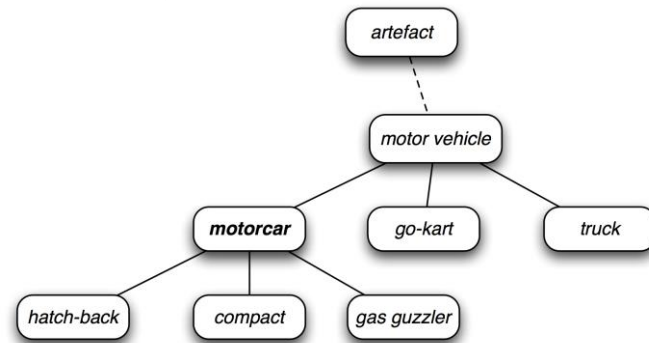 artefact
motor vehicle
motorcar
go-kart
truck
hatch-back
compact
gas guzzler